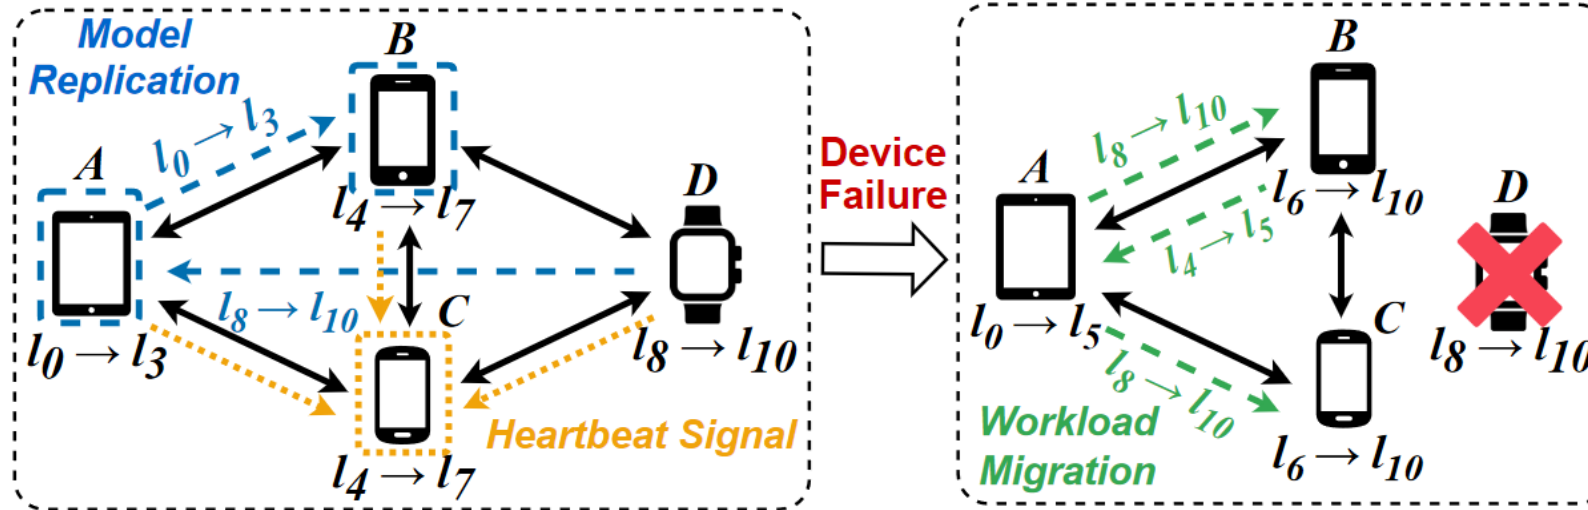 Model
Replication
B
l0 → l3
A
l4 → l7
D
l8 → l10
C
l0 → l3
l8 → l10
Heartbeat Signal
l4 → l7
Device
Failure
B
l8 → l10
A
l6 → l10
D
l4 → l5
C
l0 → l5
l8 → l10
l8 → l10
Workload
Migration
l6 → l10